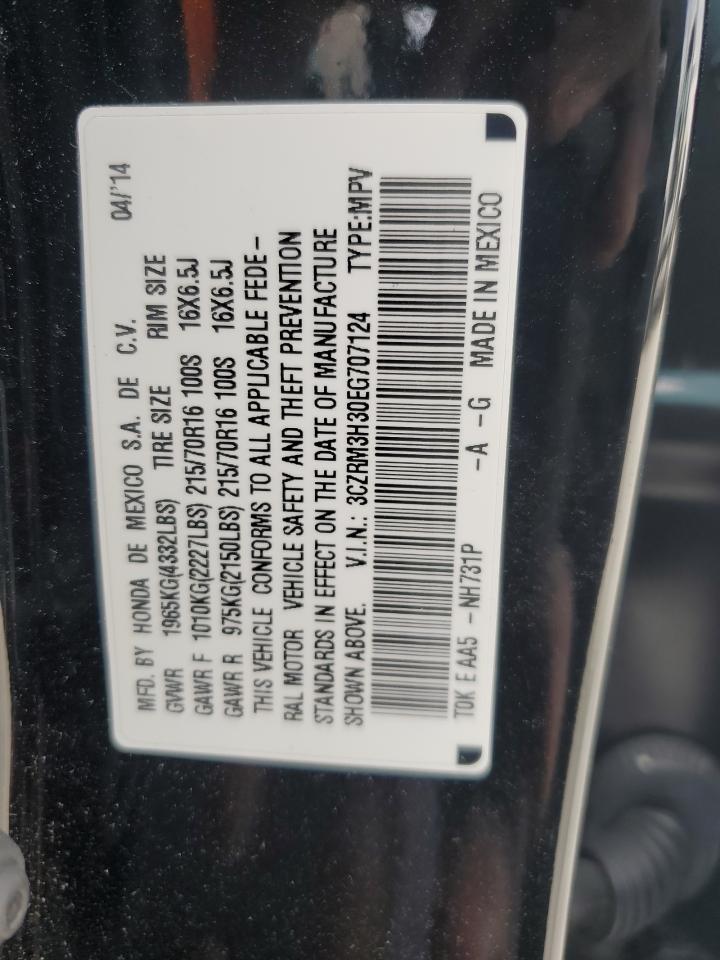 MFD. BY HONDA DE MEXICO S.A. DE C.V. 04/'14
GVWR 1965KG(4332LBS) TIRE SIZE RIM SIZE
GAWR F 1010KG(2227LBS) 215/70R16 100S 16X6.5J
GAWR R 975KG(2150LBS) 215/70R16 100S 16X6.5J
THIS VEHICLE CONFORMS TO ALL APPLICABLE FEDE-
RAL MOTOR VEHICLE SAFETY AND THEFT PREVENTION
STANDARDS IN EFFECT ON THE DATE OF MANUFACTURE
SHOWN ABOVE. V.I.N.: 3CZRM3H30EG707124 TYPE:MPV
T0K E AA5 -NH731P -A -G MADE IN MEXICO